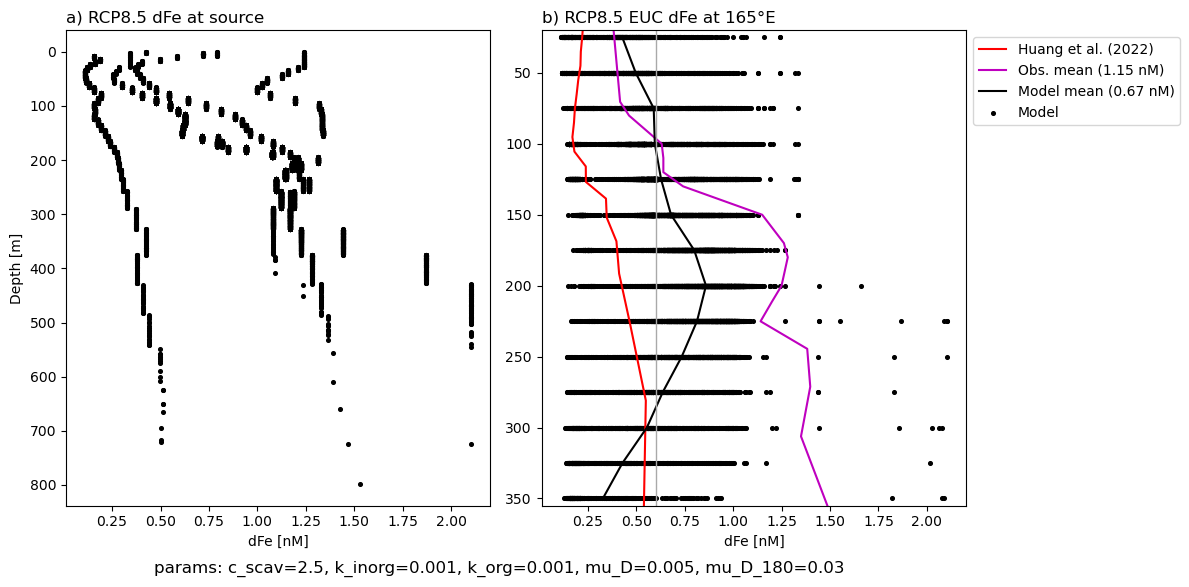 a) RCP8.5 dFe at source
0
100
200
300
400
500
600
700
800
Depth [m]
0.25 0.50 0.75 1.00 1.25 1.50 1.75 2.00
dFe [nM]
b) RCP8.5 EUC dFe at 165°E
50
100
150
200
250
300
350
0.25 0.50 0.75 1.00 1.25 1.50 1.75 2.00
dFe [nM]
Huang et al. (2022)
Obs. mean (1.15 nM)
Model mean (0.67 nM)
Model
params: c_scav=2.5, k_inorg=0.001, k_org=0.001, mu_D=0.005, mu_D_180=0.03